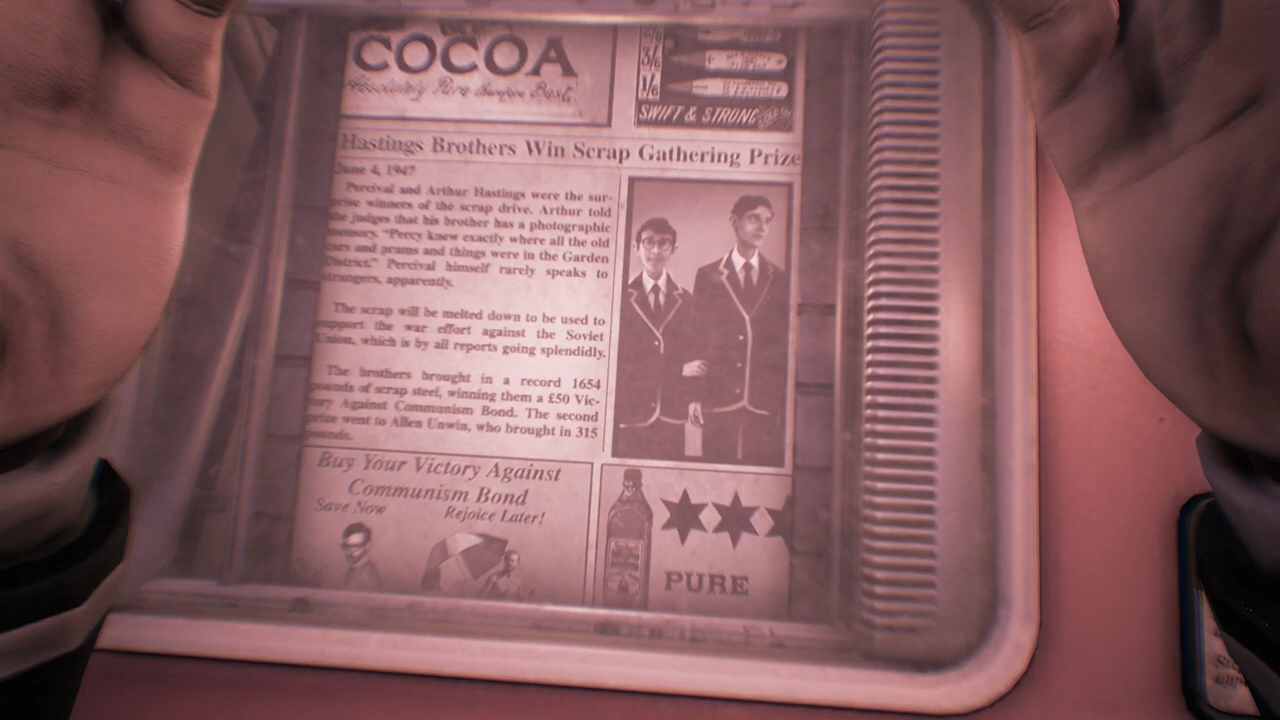 COCOA
Absolutely Pure therefore Best.
3/6
1/6
SWIFT & STRONG
Hastings Brothers Win Scrap Gathering Prize
June 4, 1947
Percival and Arthur Hastings were the sur-
prise winners of the scrap drive. Arthur told
the judges that his brother has a photographic
memory. "Percy knew exactly where all the old
cars and prams and things were in the Garden
District." Percival himself rarely speaks to
strangers, apparently.
The scrap will be melted down to be used to
support the war effort against the Soviet
Union, which is by all reports going splendidly.
The brothers brought in a record 1654
pounds of scrap steel, winning them a £50 Vic-
tory Against Communism Bond. The second
prize went to Allen Unwin, who brought in 315
pounds.
Buy Your Victory Against
Communism Bond
Save Now
Rejoice Later!
PURE